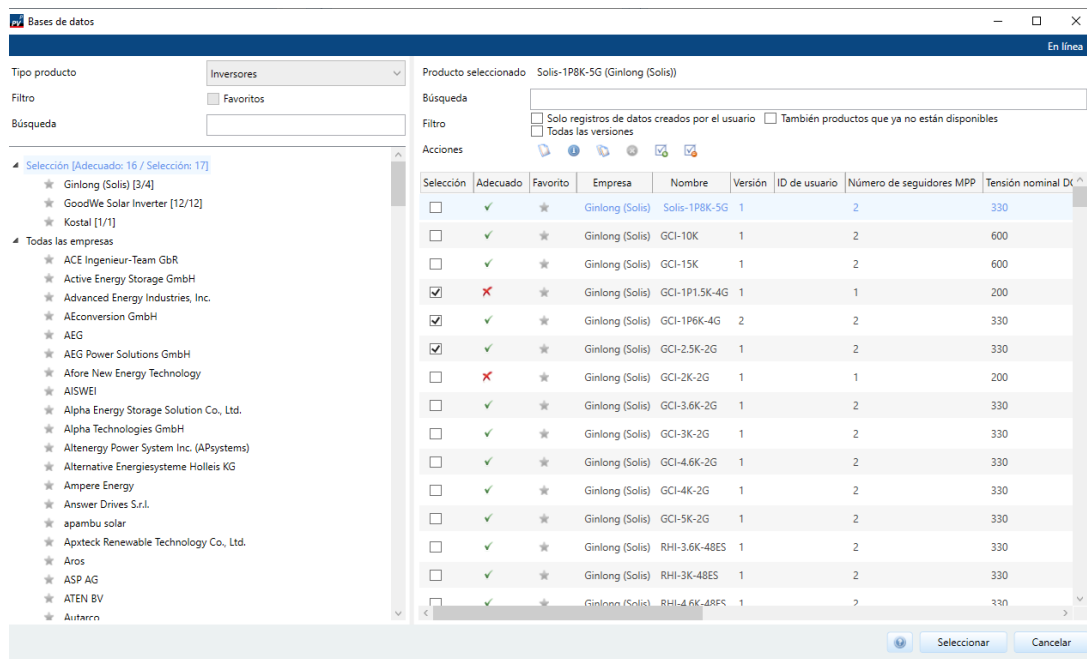 PV Bases de datos
En línea
Tipo producto Inversores
Filtro Favoritos
Búsqueda
Selección [Adecuado: 16 / Selección: 17]
Ginlong (Solis) [3/4]
GoodWe Solar Inverter [12/12]
Kostal [1/1]
Todas las empresas
ACE Ingenieur-Team GbR
Active Energy Storage GmbH
Advanced Energy Industries, Inc.
AEconversion GmbH
AEG
AEG Power Solutions GmbH
Afore New Energy Technology
AISWEI
Alpha Energy Storage Solution Co., Ltd.
Alpha Technologies GmbH
Altenergy Power System Inc. (APsystems)
Alternative Energiesysteme Holleis KG
Ampere Energy
Answer Drives S.r.l.
apambu solar
Apxteck Renewable Technology Co., Ltd.
Aros
ASP AG
ATEN BV
Autarco
Producto seleccionado Solis-1P8K-5G (Ginlong (Solis))
Búsqueda
Filtro Solo registros de datos creados por el usuario También productos que ya no están disponibles
Todas las versiones
Acciones
Selección Adecuado Favorito Empresa Nombre Versión ID de usuario Número de seguidores MPP Tensión nominal DC
Ginlong (Solis) Solis-1P8K-5G 1 2 330
Ginlong (Solis) GCI-10K 1 2 600
Ginlong (Solis) GCI-15K 1 2 600
Ginlong (Solis) GCI-1P1.5K-4G 1 1 200
Ginlong (Solis) GCI-1P6K-4G 2 2 330
Ginlong (Solis) GCI-2.5K-2G 1 2 330
Ginlong (Solis) GCI-2K-2G 1 1 200
Ginlong (Solis) GCI-3.6K-2G 1 2 330
Ginlong (Solis) GCI-3K-2G 1 2 330
Ginlong (Solis) GCI-4.6K-2G 1 2 330
Ginlong (Solis) GCI-4K-2G 1 2 330
Ginlong (Solis) GCI-5K-2G 1 2 330
Ginlong (Solis) RHI-3.6K-48ES 1 2 330
Ginlong (Solis) RHI-3K-48ES 1 2 330
Ginlong (Solis) RHI-4.6K-48ES 1 2 330
Seleccionar Cancelar